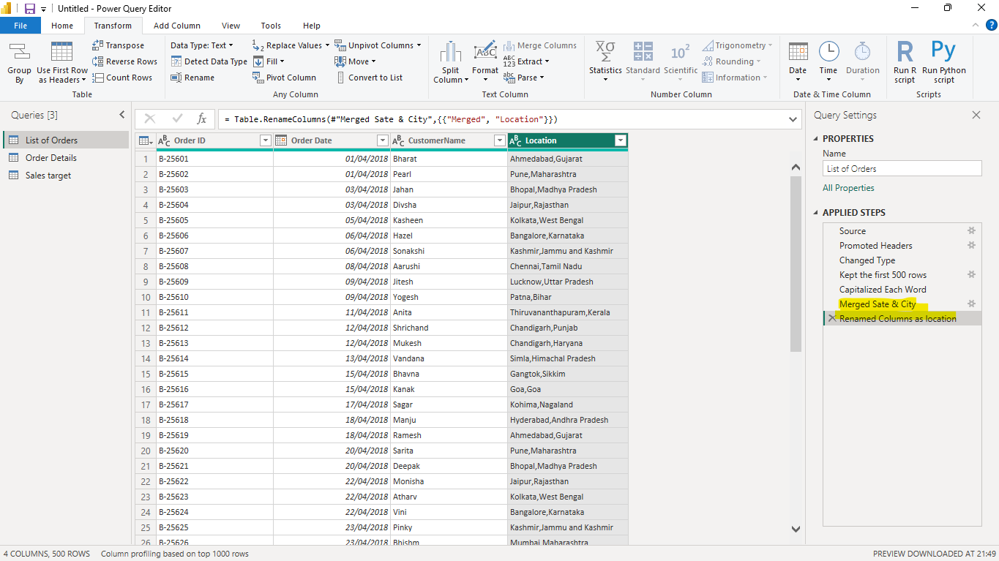 Untitled - Power Query Editor
File Home Transform Add Column View Tools Help
Group By
Use First Row as Headers
Transpose
Reverse Rows
Count Rows
Table
Data Type: Text
Detect Data Type
Rename
Replace Values
Fill
Pivot Column
Unpivot Columns
Move
Convert to List
Any Column
Split Column
Format
ABC
Merge Columns
ABC 123 Extract
abc Parse
Text Column
Statistics
Standard
10² Scientific
Trigonometry
Rounding
Information
Number Column
Date
Time
Duration
Date & Time Column
R Run R script
Py Run Python script
Scripts
Queries [3]
List of Orders
Order Details
Sales target
fx = Table.RenameColumns(#"Merged Sate & City",{{"Merged", "Location"}})
ABC Order ID Order Date ABC CustomerName ABC Location
1 B-25601 01/04/2018 Bharat Ahmedabad,Gujarat
2 B-25602 01/04/2018 Pearl Pune,Maharashtra
3 B-25603 03/04/2018 Jahan Bhopal,Madhya Pradesh
4 B-25604 03/04/2018 Divsha Jaipur,Rajasthan
5 B-25605 05/04/2018 Kasheen Kolkata,West Bengal
6 B-25606 06/04/2018 Hazel Bangalore,Karnataka
7 B-25607 06/04/2018 Sonakshi Kashmir,Jammu and Kashmir
8 B-25608 08/04/2018 Aarushi Chennai,Tamil Nadu
9 B-25609 09/04/2018 Jitesh Lucknow,Uttar Pradesh
10 B-25610 09/04/2018 Yogesh Patna,Bihar
11 B-25611 11/04/2018 Anita Thiruvananthapuram,Kerala
12 B-25612 12/04/2018 Shrichand Chandigarh,Punjab
13 B-25613 12/04/2018 Mukesh Chandigarh,Haryana
14 B-25614 13/04/2018 Vandana Simla,Himachal Pradesh
15 B-25615 15/04/2018 Bhavna Gangtok,Sikkim
16 B-25616 15/04/2018 Kanak Goa,Goa
17 B-25617 17/04/2018 Sagar Kohima,Nagaland
18 B-25618 18/04/2018 Manju Hyderabad,Andhra Pradesh
19 B-25619 18/04/2018 Ramesh Ahmedabad,Gujarat
20 B-25620 20/04/2018 Sarita Pune,Maharashtra
21 B-25621 20/04/2018 Deepak Bhopal,Madhya Pradesh
22 B-25622 22/04/2018 Monisha Jaipur,Rajasthan
23 B-25623 22/04/2018 Atharv Kolkata,West Bengal
24 B-25624 22/04/2018 Vini Bangalore,Karnataka
25 B-25625 23/04/2018 Pinky Kashmir,Jammu and Kashmir
26 B-25626 23/04/2018 Bhishm Mumbai,Maharashtra
Query Settings
PROPERTIES
Name
List of Orders
All Properties
APPLIED STEPS
Source
Promoted Headers
Changed Type
Kept the first 500 rows
Capitalized Each Word
Merged Sate & City
Renamed Columns as location
4 COLUMNS, 500 ROWS Column profiling based on top 1000 rows PREVIEW DOWNLOADED AT 21:49